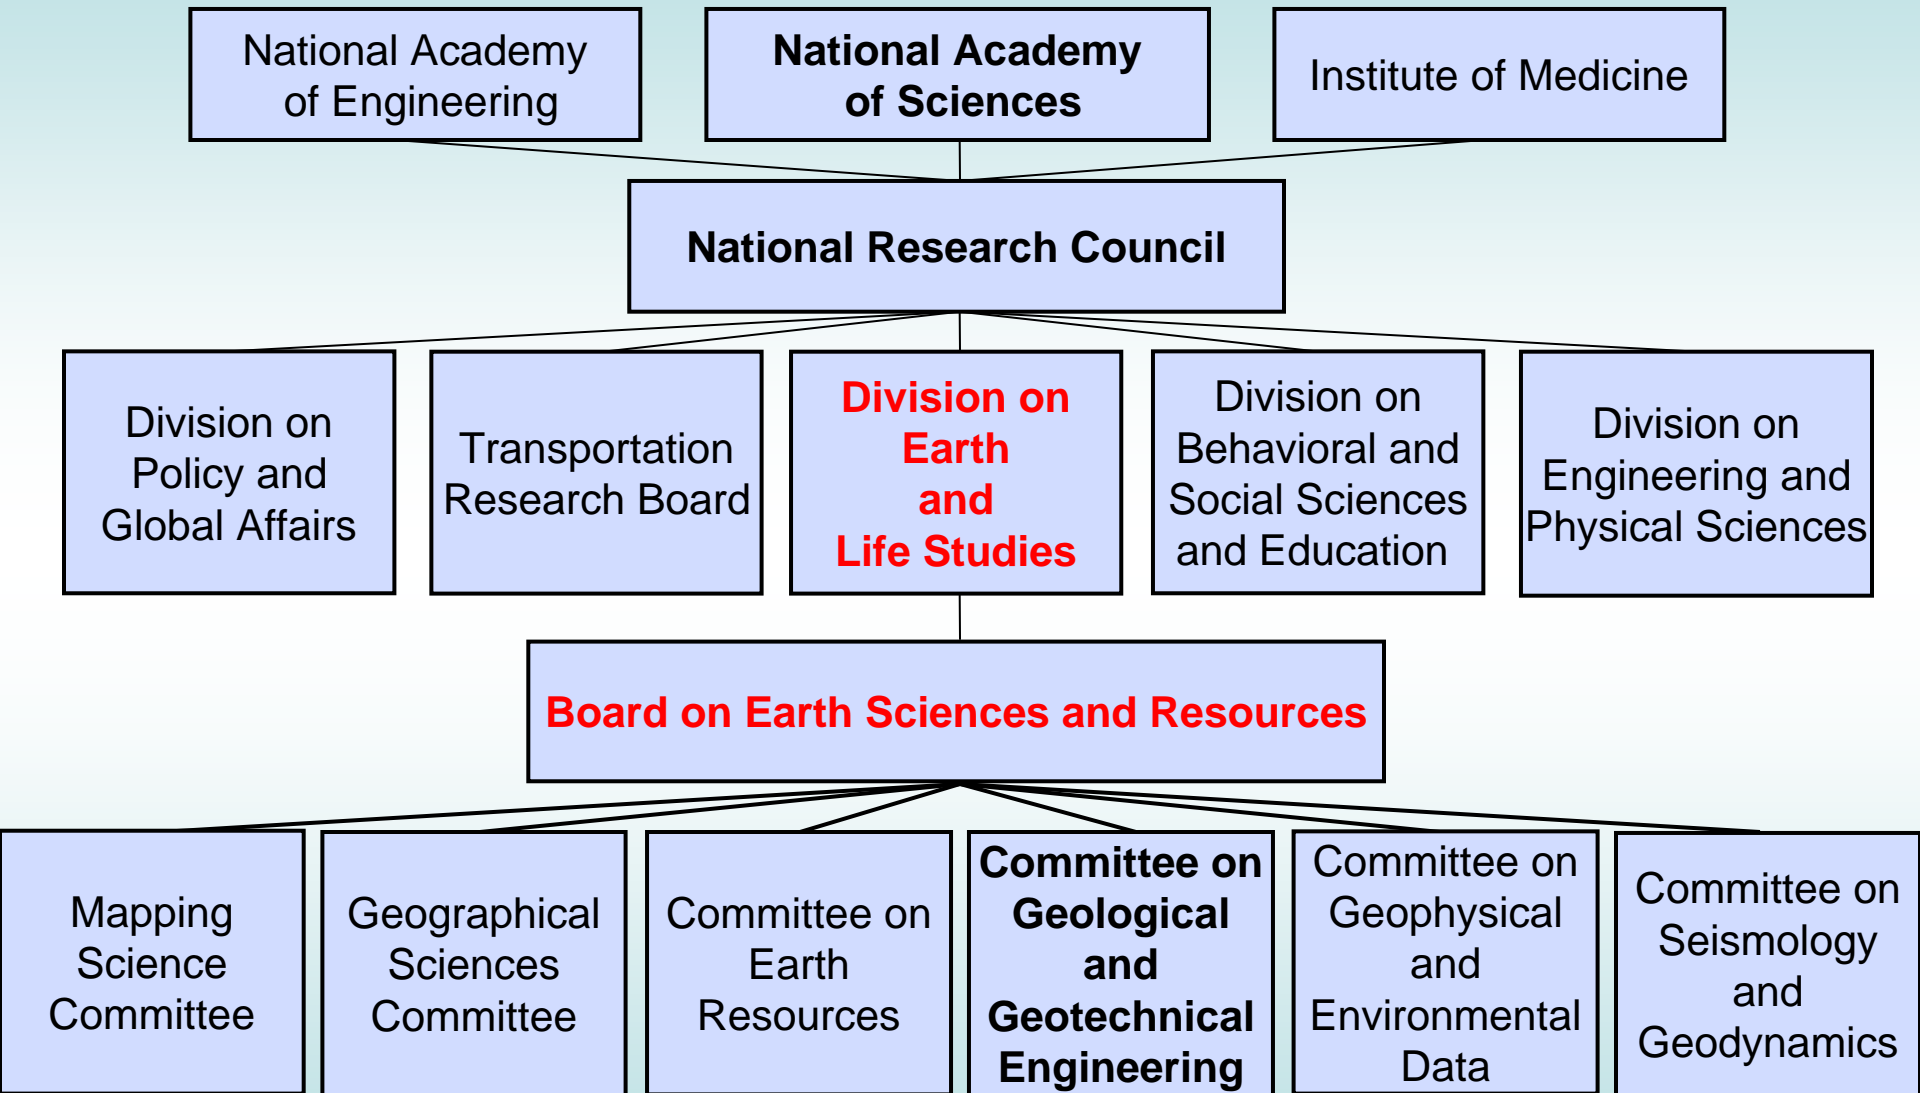 National Academy
of Engineering
National Academy
of Sciences
Institute of Medicine
National Research Council
Division on
Policy and
Global Affairs
Transportation
Research Board
Division on
Earth
and
Life Studies
Division on
Behavioral and
Social Sciences
and Education
Division on
Engineering and
Physical Sciences
Board on Earth Sciences and Resources
Mapping
Science
Committee
Geographical
Sciences
Committee
Committee on
Earth
Resources
Committee on
Geological
and
Geotechnical
Engineering
Committee on
Geophysical
and
Environmental
Data
Committee on
Seismology
and
Geodynamics